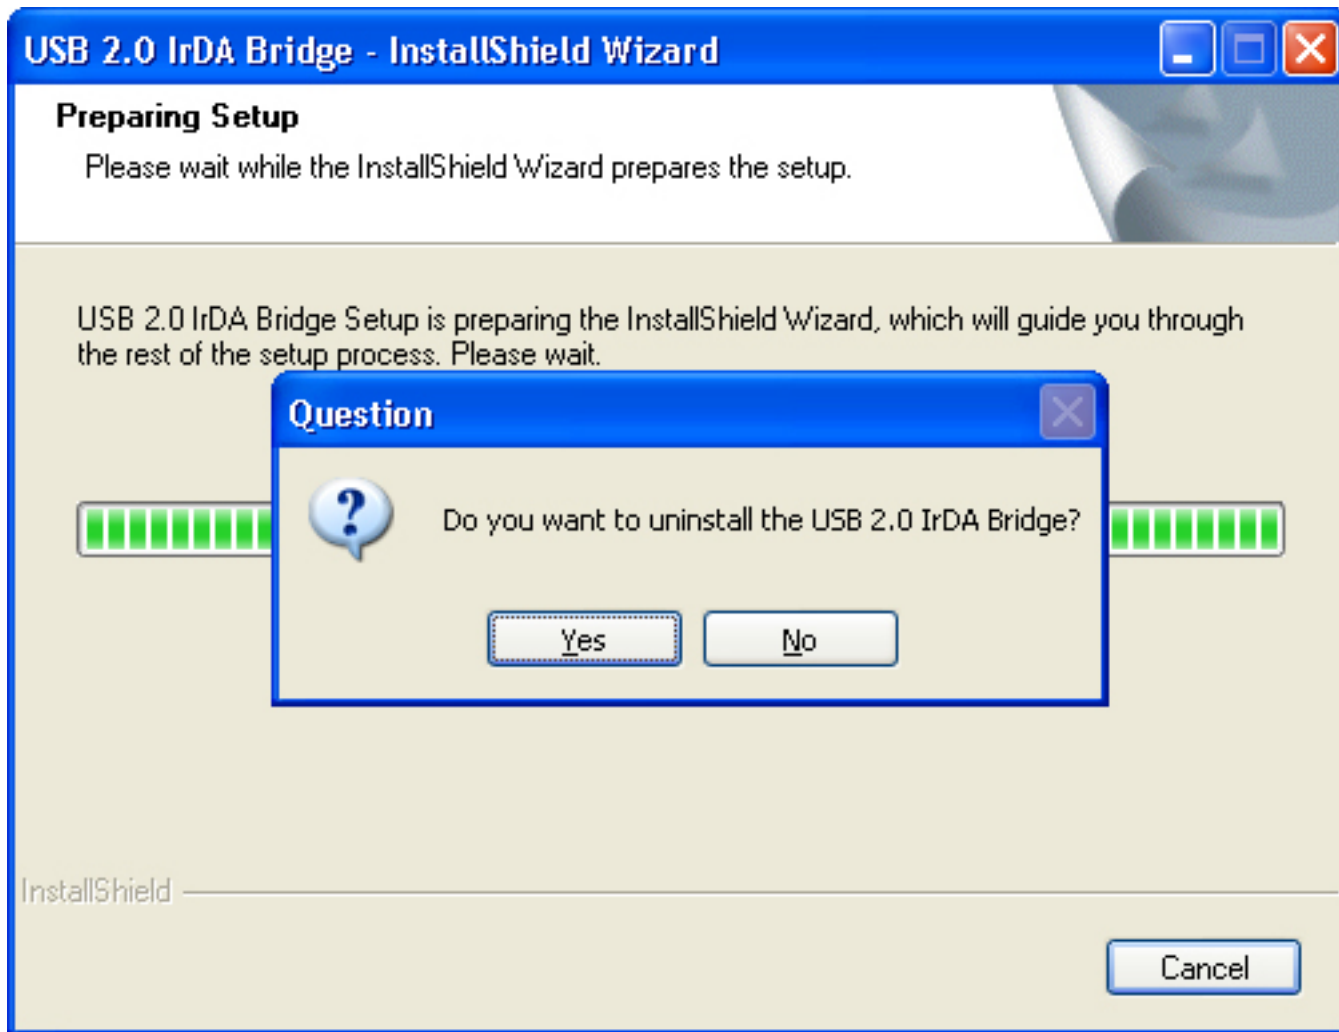 USB 2.0 IrDA Bridge - InstallShield Wizard
Preparing Setup
Please wait while the InstallShield Wizard prepares the setup.
USB 2.0 IrDA Bridge Setup is preparing the InstallShield Wizard, which will guide you through
the rest of the setup process. Please wait.
Question
Do you want to uninstall the USB 2.0 IrDA Bridge?
Yes No
InstallShield
Cancel